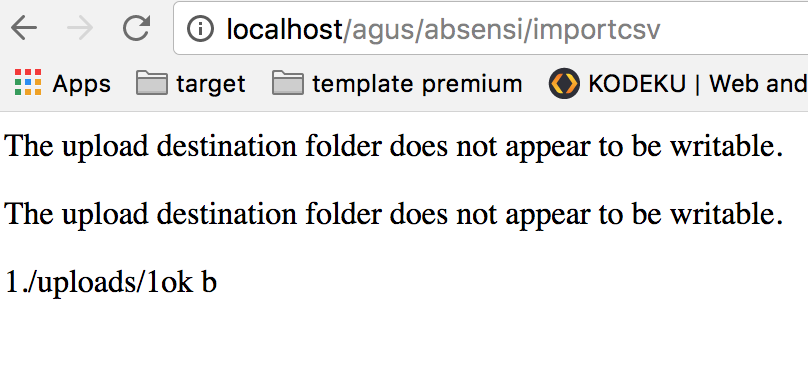 localhost/agus/absensi/importcsv
Apps target template premium KODEKU | Web and
The upload destination folder does not appear to be writable.
The upload destination folder does not appear to be writable.
1./uploads/1ok b